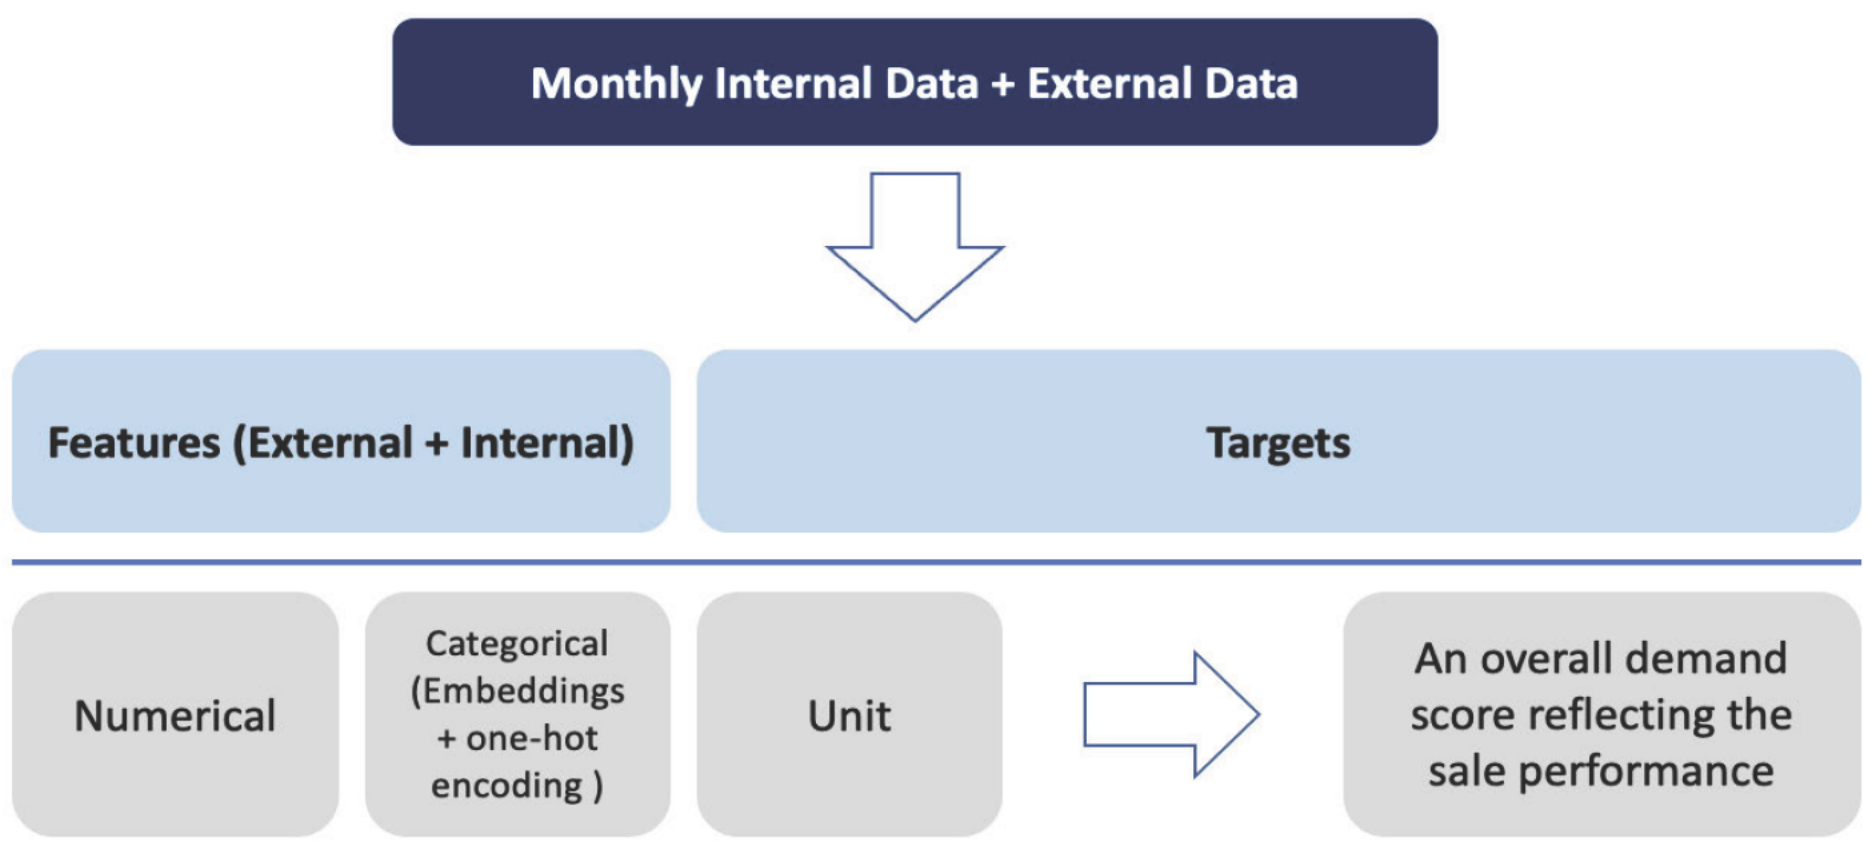 Monthly Internal Data + External Data
Features (External + Internal)
Targets
Numerical
Categorical
(Embeddings
+ one-hot
encoding )
Unit
An overall demand
score reflecting the
sale performance